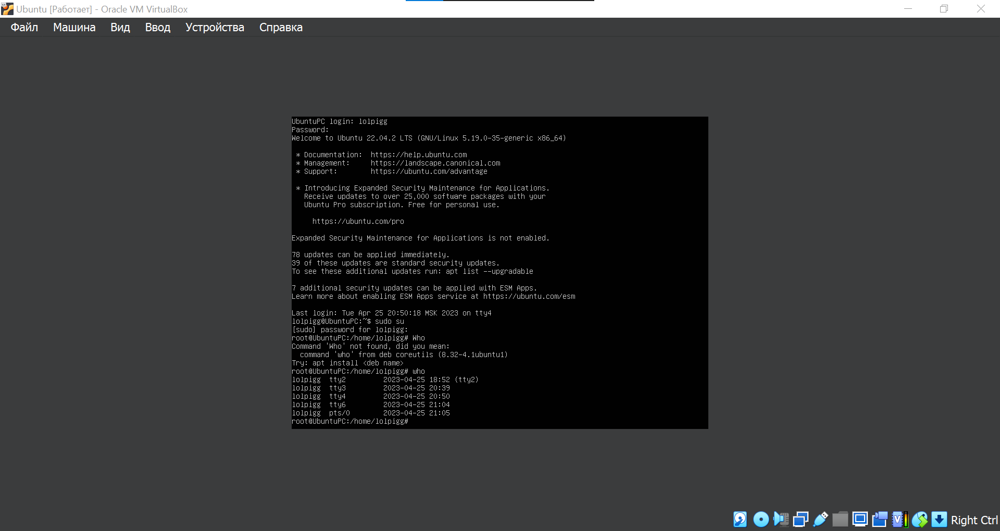 Ubuntu [Работает] - Oracle VM VirtualBox
Файл Машина Вид Ввод Устройства Справка
UbuntuPC login: lolpigg
Password:
Welcome to Ubuntu 22.04.2 LTS (GNU/Linux 5.19.0-35-generic x86_64)
* Documentation: https://help.ubuntu.com
* Management: https://landscape.canonical.com
* Support: https://ubuntu.com/advantage
* Introducing Expanded Security Maintenance for Applications.
Receive updates to over 25,000 software packages with your
Ubuntu Pro subscription. Free for personal use.
https://ubuntu.com/pro
Expanded Security Maintenance for Applications is not enabled.
78 updates can be applied immediately.
39 of these updates are standard security updates.
To see these additional updates run: apt list --upgradable
7 additional security updates can be applied with ESM Apps.
Learn more about enabling ESM Apps service at https://ubuntu.com/esm
Last login: Tue Apr 25 20:50:18 MSK 2023 on tty4
lolpigg@UbuntuPC:~$ sudo su
[sudo] password for lolpigg:
root@UbuntuPC:/home/lolpigg# Who
Command 'Who' not found, did you mean:
command 'who' from deb coreutils (8.32-4.1ubuntu1)
Try: apt install <deb name>
root@UbuntuPC:/home/lolpigg# who
lolpigg tty2 2023-04-25 18:52 (tty2)
lolpigg tty3 2023-04-25 20:39
lolpigg tty4 2023-04-25 20:50
lolpigg tty6 2023-04-25 21:04
lolpigg pts/0 2023-04-25 21:05
root@UbuntuPC:/home/lolpigg#
Right Ctrl